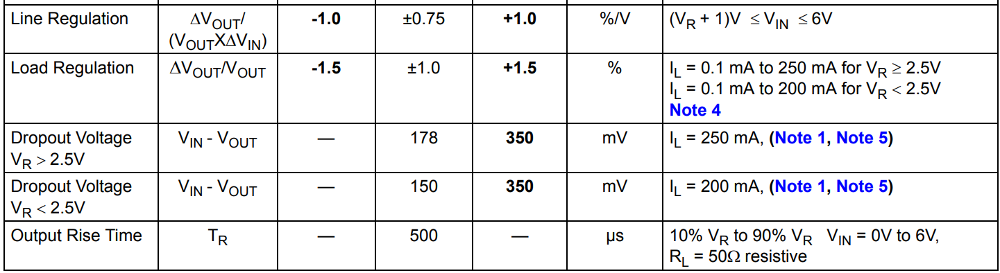 Line Regulation ΔVOUT/ -1.0 ±0.75 +1.0 %/V (VR + 1)V ≤ VIN ≤ 6V
(VOUTXΔVIN)
Load Regulation ΔVOUT/VOUT -1.5 ±1.0 +1.5 % IL = 0.1 mA to 250 mA for VR ≥ 2.5V
IL = 0.1 mA to 200 mA for VR < 2.5V
Note 4
Dropout Voltage VIN - VOUT — 178 350 mV IL = 250 mA, (Note 1, Note 5)
VR > 2.5V
Dropout Voltage VIN - VOUT — 150 350 mV IL = 200 mA, (Note 1, Note 5)
VR < 2.5V
Output Rise Time TR — 500 — µs 10% VR to 90% VR VIN = 0V to 6V,
RL = 50Ω resistive